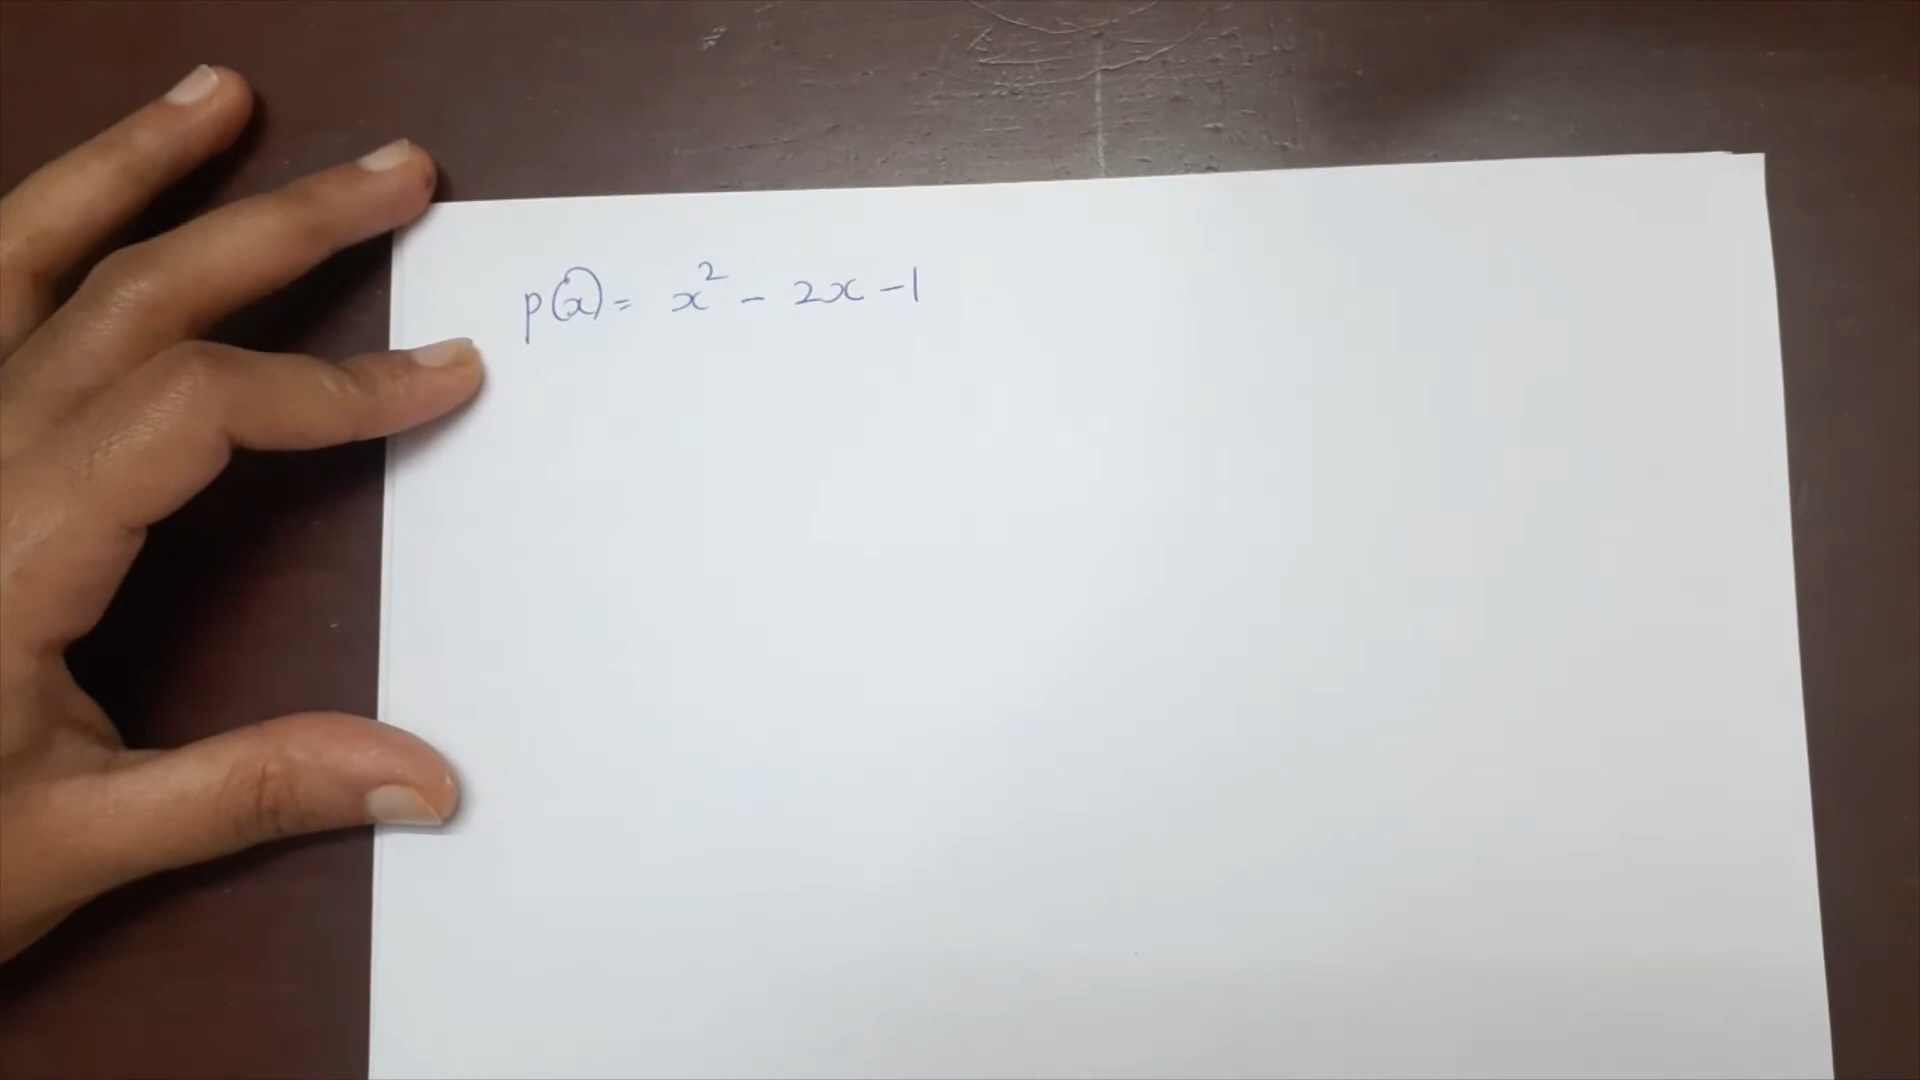 p(x) = x² - 2x - 1